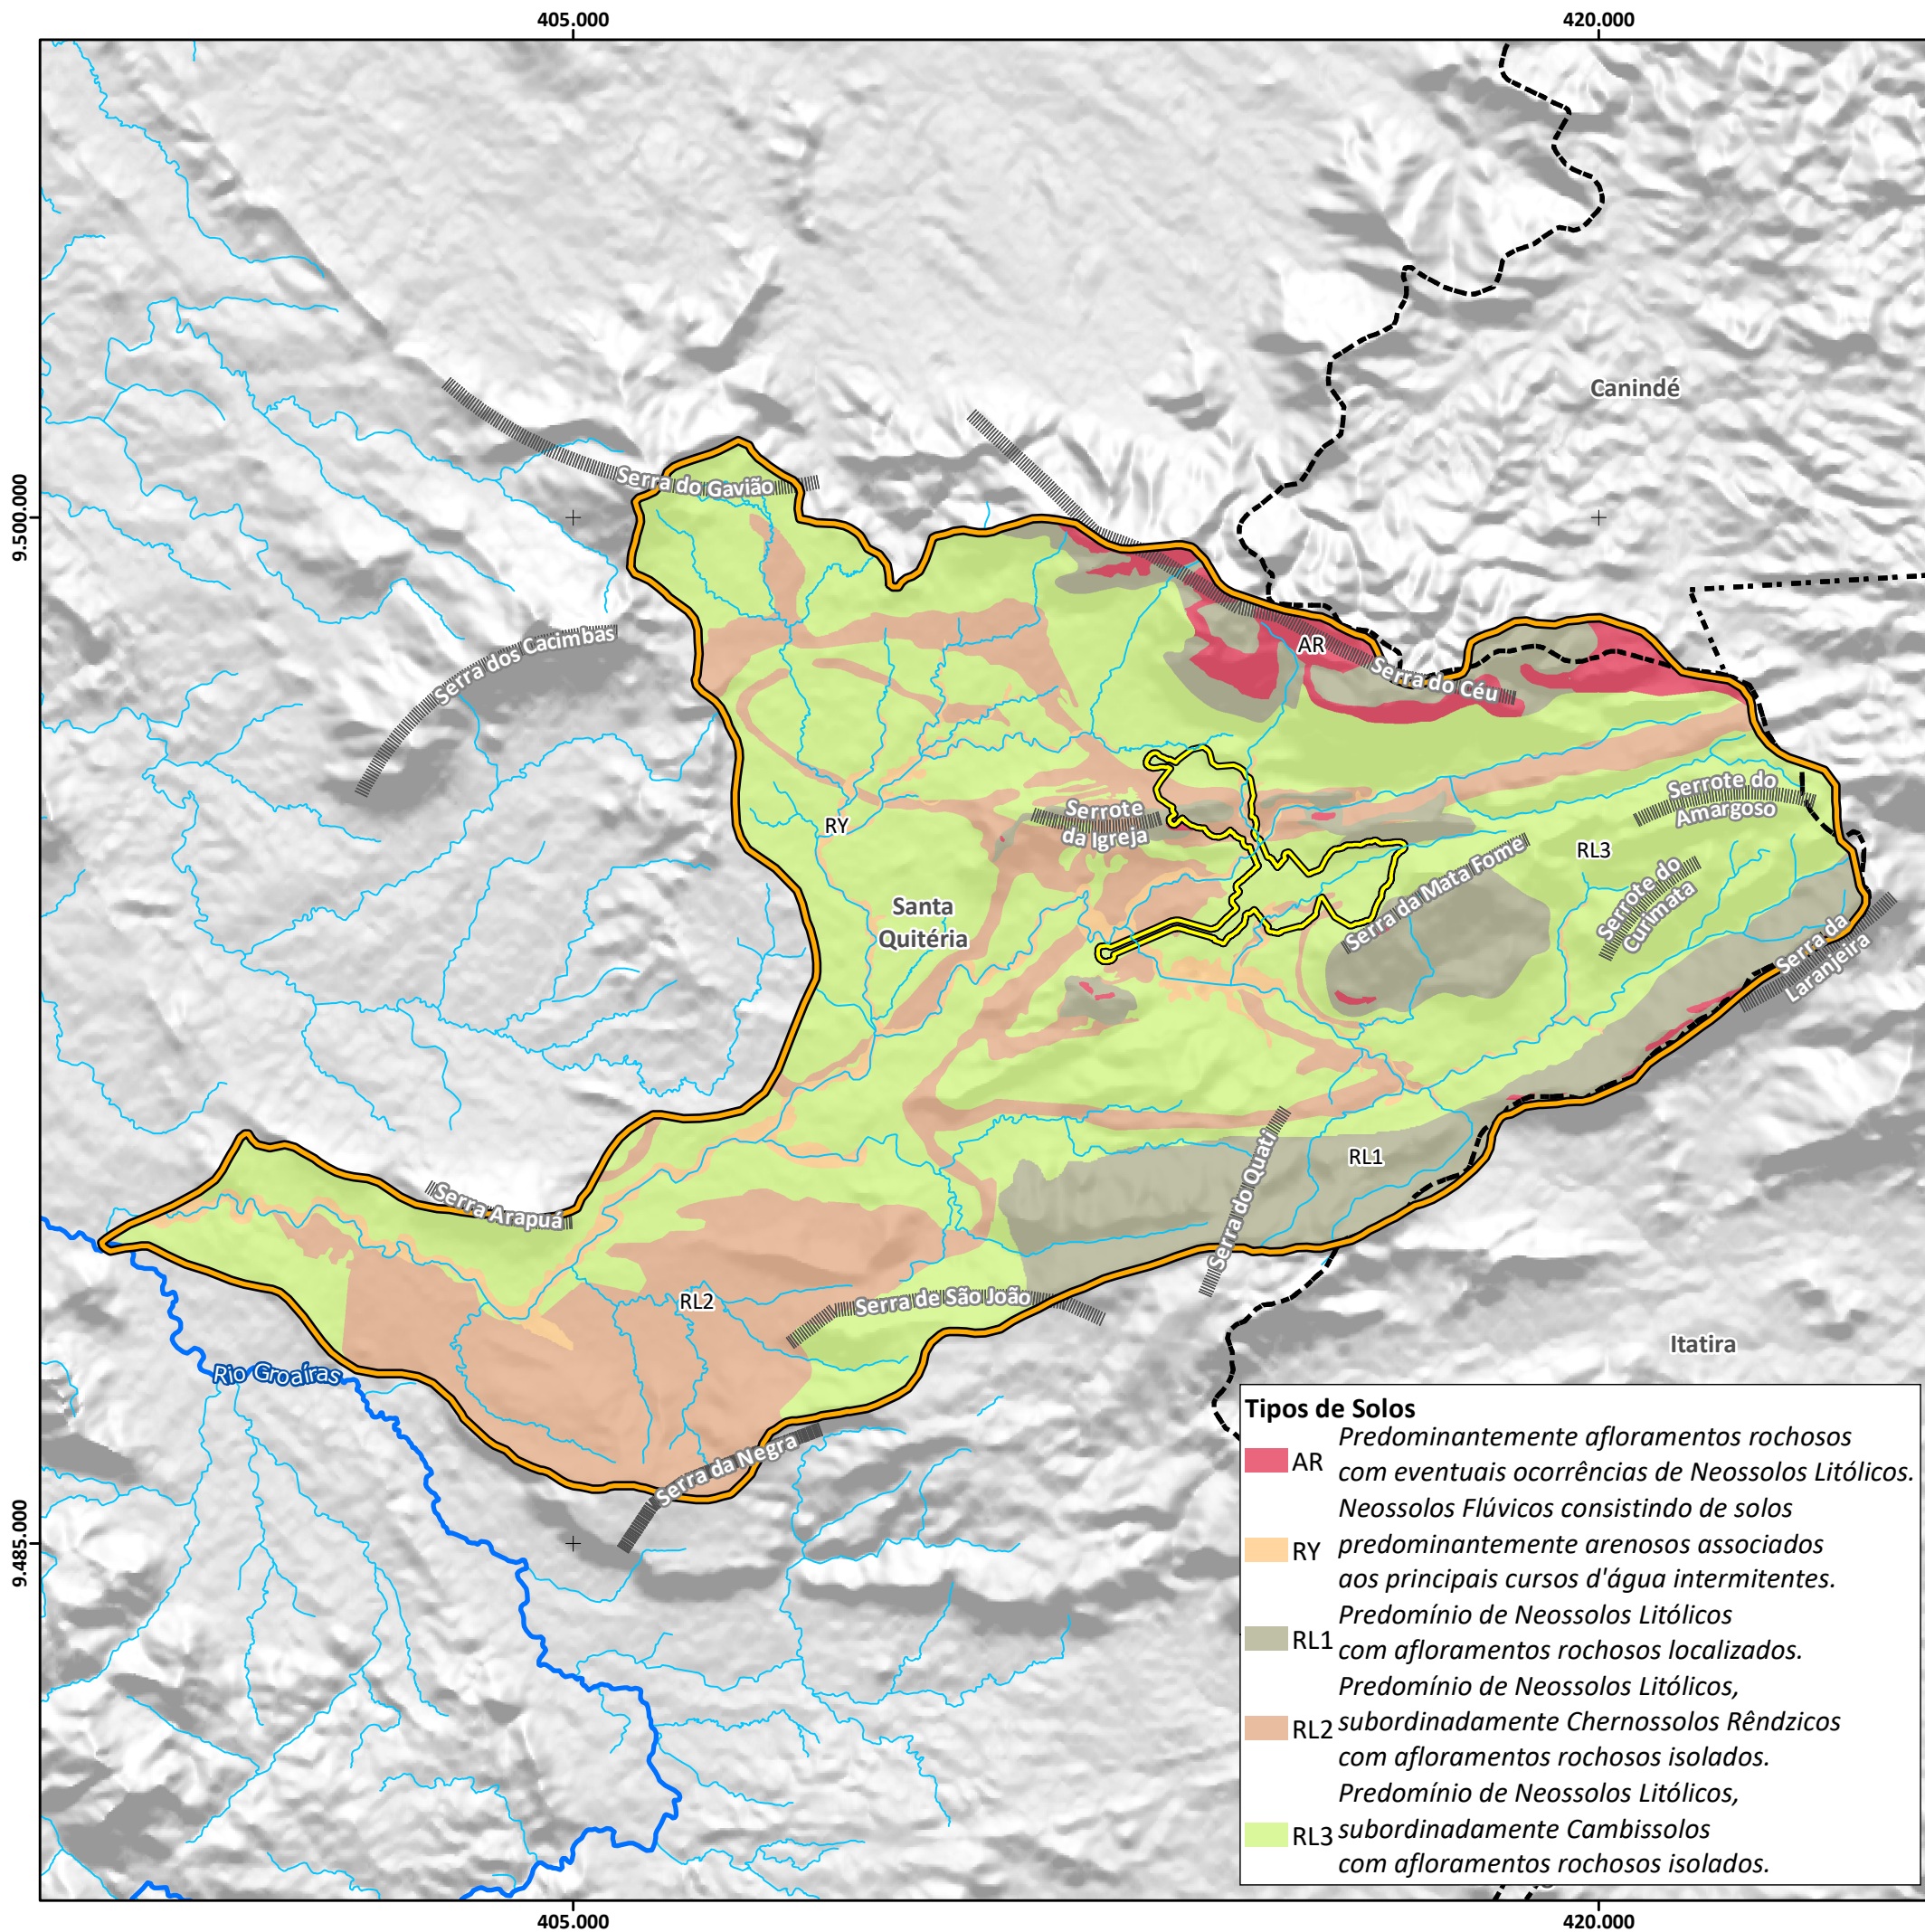 405.000
420.000
Canindé
9.500.000
Serra do Gavião
Serra dos Cacimbas
AR
Serra do Céu
Serrote do
Amargoso
Serrote
da Igreja
RY
RL3
Serra da Mata Fome
Serrote do
Curimata
Santa
Quitéria
Serra da
Laranjeira
RL1
Serra do Quati
Serra Arapuá
RL2
Serra de São João
Itatira
Rio Groaíras
Serra da Negra
9.485.000
Tipos de Solos
AR
Predominantemente afloramentos rochosos
com eventuais ocorrências de Neossolos Litólicos.
RY
Neossolos Flúvicos consistindo de solos
predominantemente arenosos associados
aos principais cursos d'água intermitentes.
RL1
Predomínio de Neossolos Litólicos
com afloramentos rochosos localizados.
RL2
Predomínio de Neossolos Litólicos,
subordinadamente Chernossolos Rêndzicos
com afloramentos rochosos isolados.
RL3
Predomínio de Neossolos Litólicos,
subordinadamente Cambissolos
com afloramentos rochosos isolados.
405.000
420.000